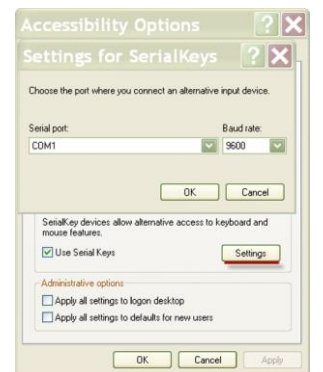 Accessibility Options
Settings for SerialKeys
Choose the port where you connect an alternative input device.
Serial port: Baud rate:
COM1 9600
OK Cancel
SerialKey devices allow alternative access to keyboard and
mouse features.
Use Serial Keys Settings
Administrative options
Apply all settings to logon desktop
Apply all settings to defaults for new users
OK Cancel Apply